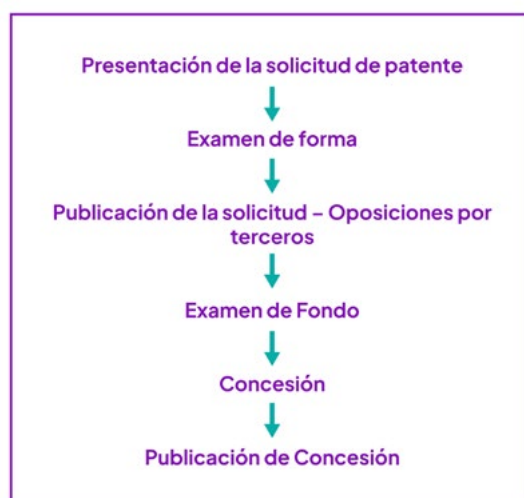 Presentación de la solicitud de patente
Examen de forma
Publicación de la solicitud – Oposiciones por
terceros
Examen de Fondo
Concesión
Publicación de Concesión